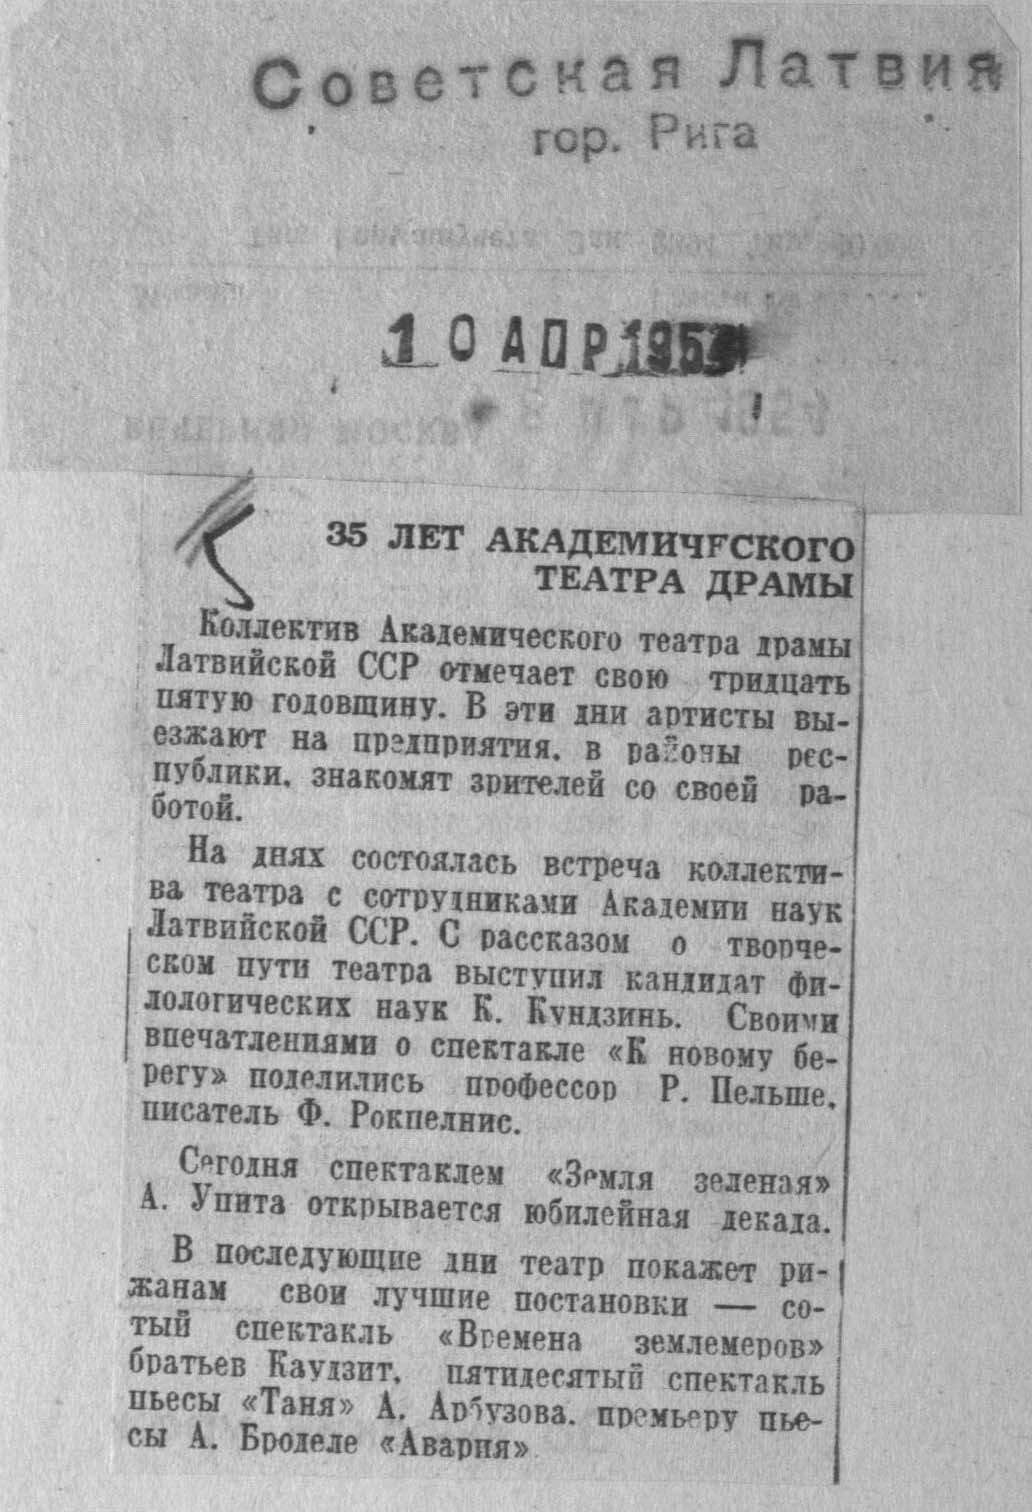 Советская Латвия
гор. Рига
10 АПР 195
35 ЛЕТ АКАДЕМИЧЕСКОГО
ТЕАТРА ДРАМЫ
Коллектив Академического театра драмы
Латвийской ССР отмечает свою тридцать
пятую годовщину. В эти дни артисты вы-
езжают на предприятия, в районы рес-
публики, знакомят зрителей со своей ра-
ботой.
На днях состоялась встреча коллекти-
ва театра с сотрудниками Академии наук
Латвийской ССР. С рассказом о творче-
ском пути театра выступил кандидат фи-
лологических наук К. Кундзинь. Своими
впечатлениями о спектакле «К новому бе-
регу» поделились профессор Р. Пельше,
писатель Ф. Рокпелнис.
Сегодня спектаклем «Земля зеленая»
А. Упита открывается юбилейная декада.
В последующие дни театр покажет ри-
жанам свои лучшие постановки — со-
тый спектакль «Времена землемеров»
братьев Каудзит, пятидесятый спектакль
пьесы «Таня» А. Арбузова, премьеру пье-
сы А. Броделе «Авария»